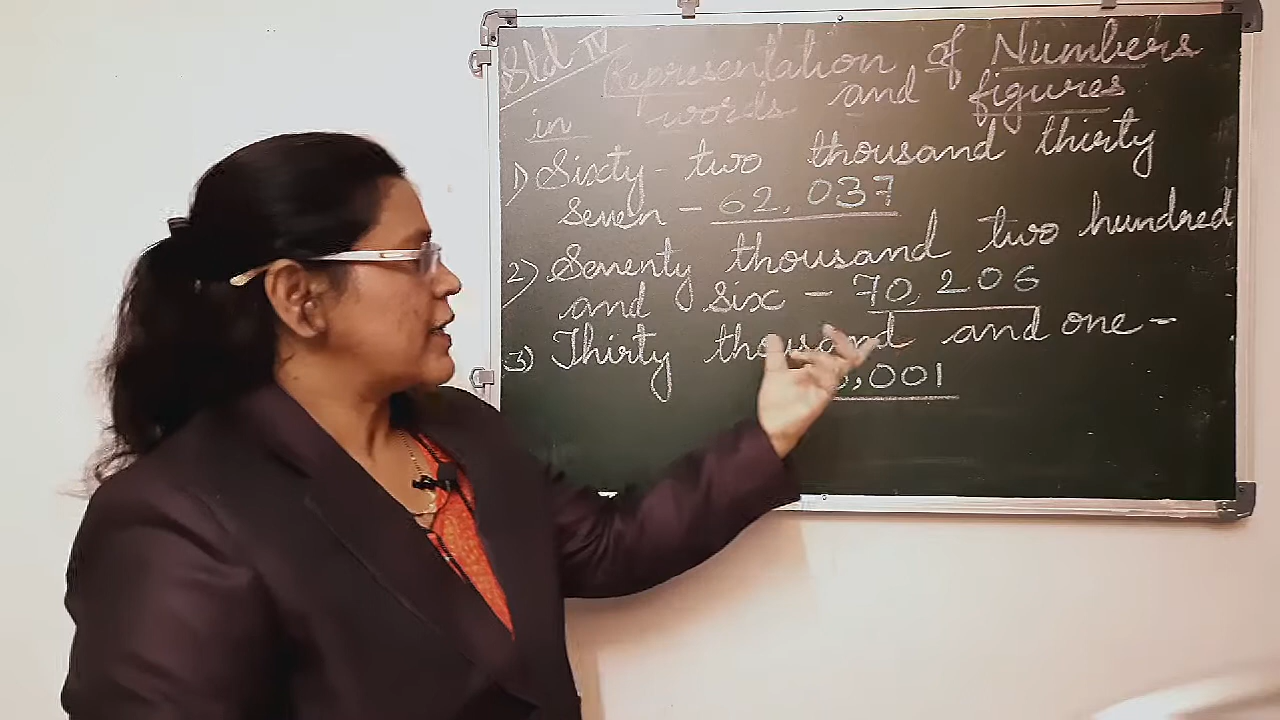 Std-IV Representation of Numbers
in words and figures
1) Sixty-two thousand thirty
seven - 62,037
2) Seventy thousand two hundred
and six - 70,206
3) Thirty thousand and one -
0,001